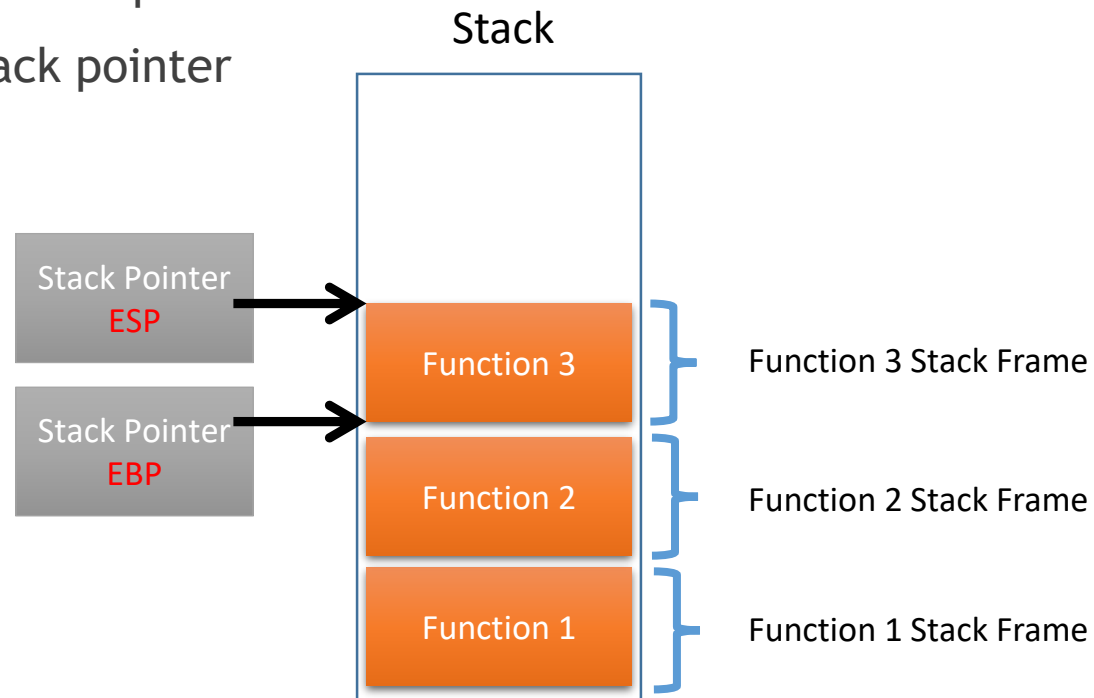 ack pointer
Stack
Stack Pointer
ESP
Stack Pointer
EBP
Function 3
Function 2
Function 1
Function 3 Stack Frame
Function 2 Stack Frame
Function 1 Stack Frame